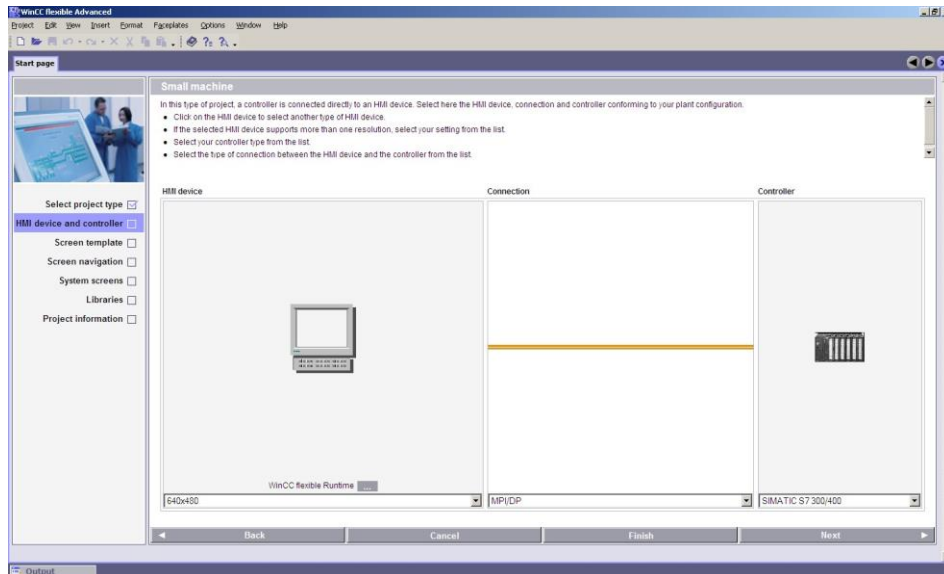 WinCC flexible Advanced
Project Edit View Insert Format Faceplates Options Window Help
Start page
Small machine
In this type of project, a controller is connected directly to an HMI device. Select here the HMI device, connection and controller conforming to your plant configuration.
• Click on the HMI device to select another type of HMI device.
• If the selected HMI device supports more than one resolution, select your setting from the list.
• Select your controller type from the list.
• Select the type of connection between the HMI device and the controller from the list.
HMI device Connection Controller
Select project type
HMI device and controller
Screen template
Screen navigation
System screens
Libraries
Project information
WinCC flexible Runtime ...
640x480 MPI/DP SIMATIC S7 300/400
Back Cancel Finish Next
Output